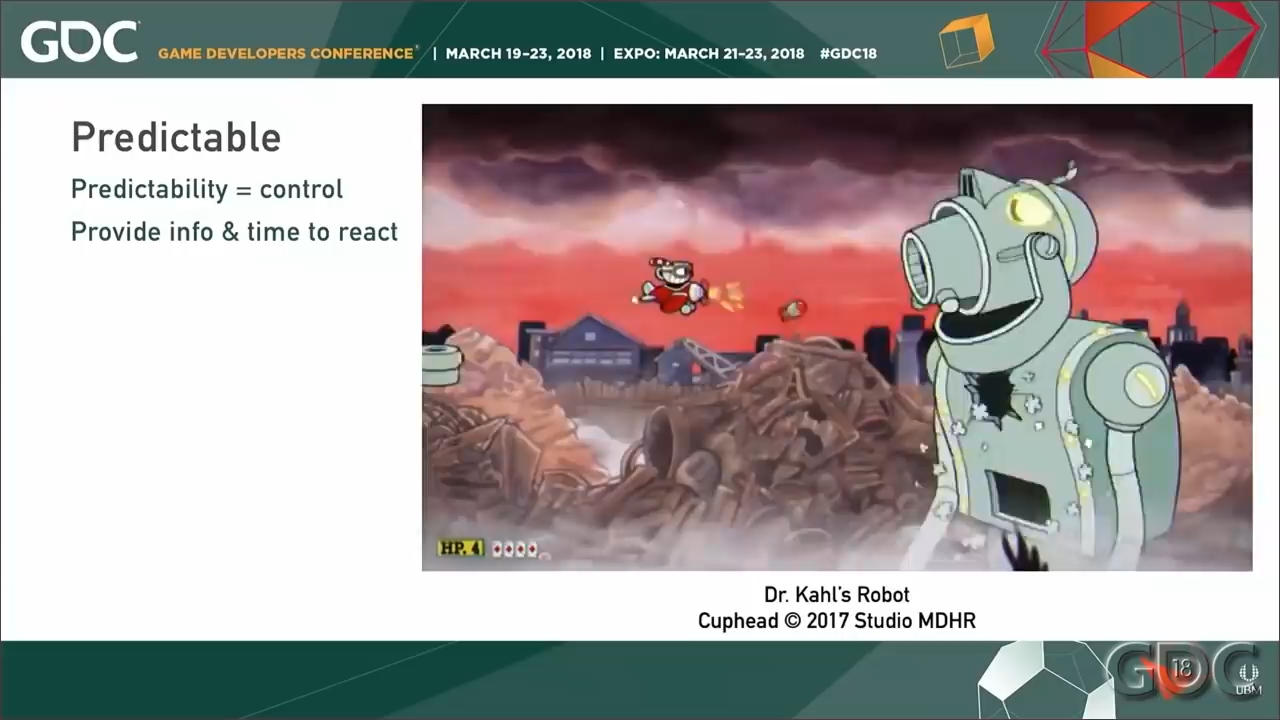 GDC
GAME DEVELOPERS CONFERENCE® | MARCH 19–23, 2018 | EXPO: MARCH 21–23, 2018 #GDC18
Predictable
Predictability = control
Provide info & time to react
HP. 4
Dr. Kahl's Robot
Cuphead © 2017 Studio MDHR
GDC
18
UBM